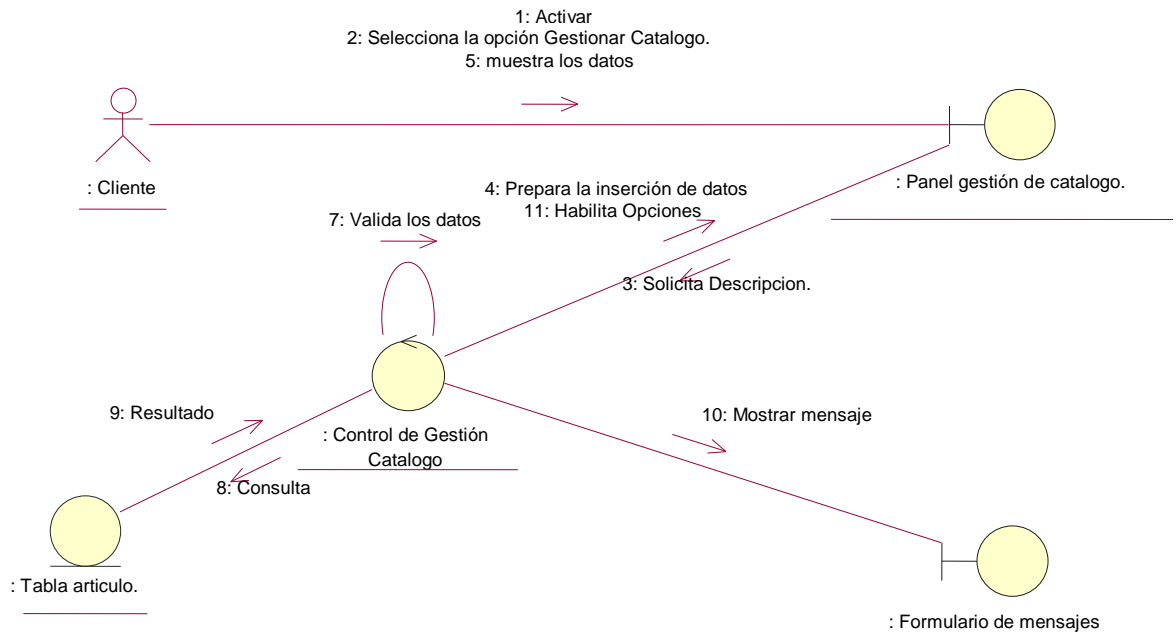 1: Activar
2: Selecciona la opción Gestionar Catalogo.
5: muestra los datos
: Cliente
: Panel gestión de catalogo.
4: Prepara la inserción de datos
11: Habilita Opciones
7: Valida los datos
3: Solicita Descripcion.
9: Resultado
10: Mostrar mensaje
: Control de Gestión
Catalogo
8: Consulta
: Tabla articulo.
: Formulario de mensajes